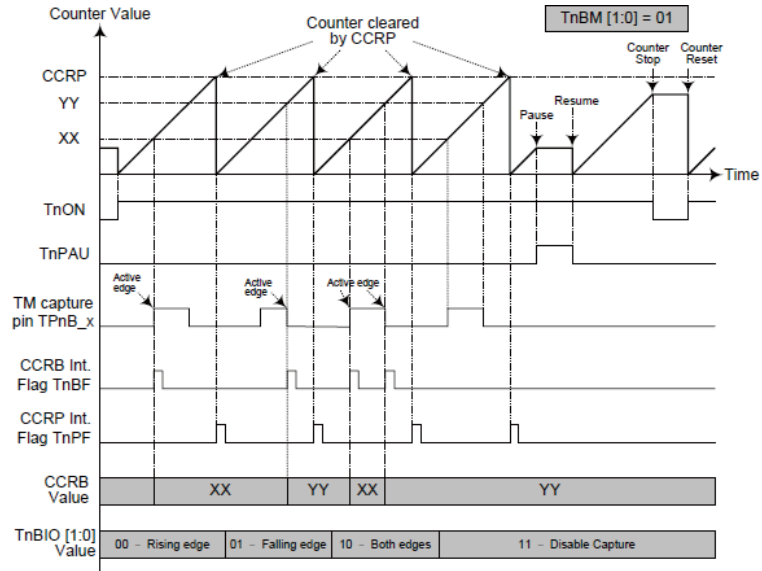 Counter Value
Counter cleared
by CCRP
TnBM [1:0] = 01
Counter
Stop
Counter
Reset
CCRP
YY
XX
Pause
Resume
Time
TnON
TnPAU
TM capture
pin TPnB_x
Active
edge
Active
edge
Active edge
CCRB Int.
Flag TnBF
CCRP Int.
Flag TnPF
CCRB
Value
XX
YY
XX
YY
TnBIO [1:0]
Value
00 – Rising edge
01 – Falling edge
10 – Both edges
11 – Disable Capture